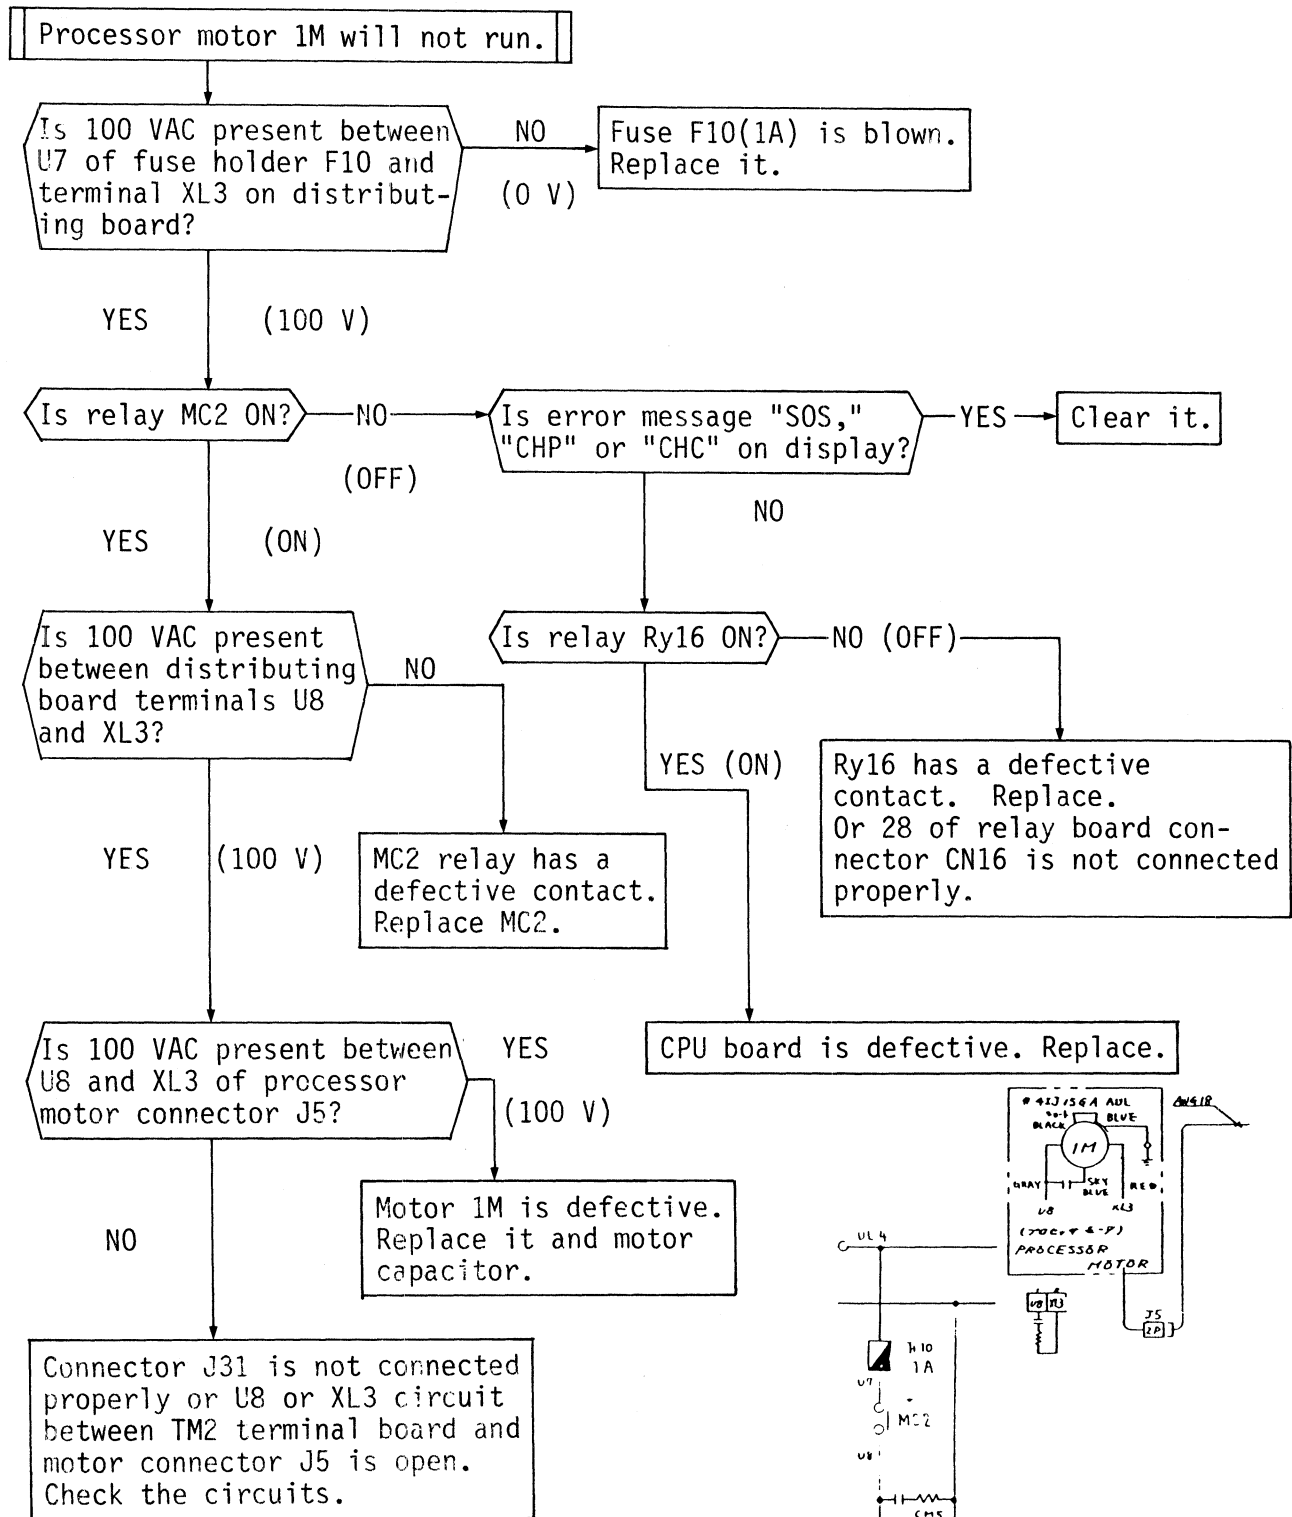 Processor motor 1M will not run.
Is 100 VAC present between
U7 of fuse holder F10 and
terminal XL3 on distribut-
ing board?
NO
(0 V)
Fuse F10(1A) is blown.
Replace it.
YES (100 V)
Is relay MC2 ON?
NO
(OFF)
Is error message "SOS,"
"CHP" or "CHC" on display?
YES
Clear it.
NO
YES (ON)
Is 100 VAC present
between distributing
board terminals U8
and XL3?
NO
Is relay Ry16 ON?
NO (OFF)
YES (ON)
Ry16 has a defective
contact. Replace.
Or 28 of relay board con-
nector CN16 is not connected
properly.
YES (100 V)
MC2 relay has a
defective contact.
Replace MC2.
CPU board is defective. Replace.
Is 100 VAC present between
U8 and XL3 of processor
motor connector J5?
YES
(100 V)
Motor 1M is defective.
Replace it and motor
capacitor.
NO
Connector J31 is not connected
properly or U8 or XL3 circuit
between TM2 terminal board and
motor connector J5 is open.
Check the circuits.
AWG18
BLACK
BLUE
1M
GRAY
SKY
BLUE
RED
U8
XL3
PROCESSOR
MOTOR
UL4
U8 XL3
J5
2P
1A
U7
MC2
U8